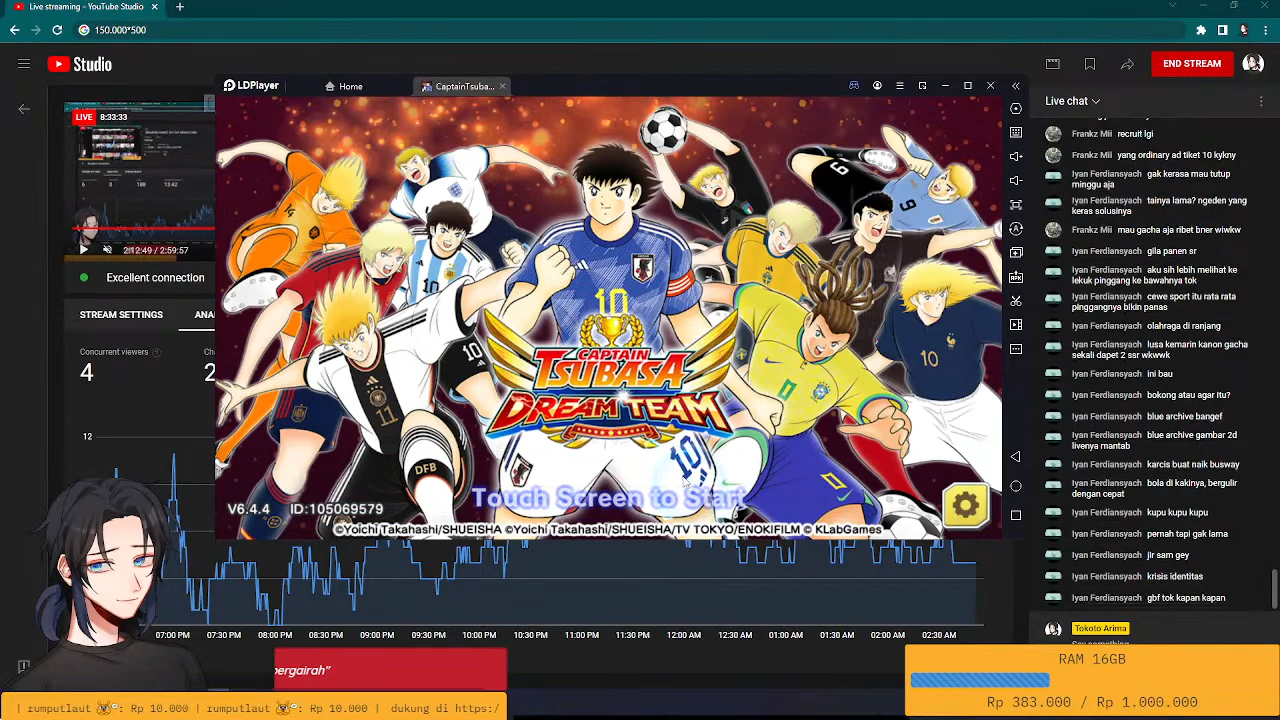 Live streaming - YouTube Studio
150.000*500
Studio
END STREAM
LIVE 8:33:33
2:12:49 / 2:59:57
Excellent connection
STREAM SETTINGS
ANA
Concurrent viewers
4
2
12
07:00 PM 07:30 PM 08:00 PM 08:30 PM 09:00 PM 09:30 PM 10:00 PM 10:30 PM 11:00 PM 11:30 PM 12:00 AM 12:30 AM 01:00 AM 01:30 AM 02:00 AM 02:30 AM
LDPlayer
Home
CaptainTsuba...
CAPTAIN
TSUBASA
DREAM TEAM
Touch Screen to Start
V6.4.4 ID:105069579
©Yoichi Takahashi/SHUEISHA ©Yoichi Takahashi/SHUEISHA/TV TOKYO/ENOKIFILM © KLabGames
10
10
10
10
10
11
DFB
JAPAN
Live chat
Frankz Mii recruit lgi
Frankz Mii yang ordinary ad tiket 10 kykny
Iyan Ferdiansyach gak kerasa mau tutup
minggu aja
Iyan Ferdiansyach tanya lama? ngeden yang
keras solusinya
Frankz Mii mau gacha aja ribet bner wiwkw
Iyan Ferdiansyach gila panen sr
Iyan Ferdiansyach aku sih lebih melihat ke
lekuk pinggang ke bawahnya tok
Iyan Ferdiansyach cewe sport itu rata rata
pinggangnya bikin panas
Iyan Ferdiansyach olahraga di ranjang
Iyan Ferdiansyach lusa kemarin kanon gacha
sekali dapet 2 ssr wkwwk
Iyan Ferdiansyach ini bau
Iyan Ferdiansyach bokong atau agar itu?
Iyan Ferdiansyach blue archive bangef
Iyan Ferdiansyach blue archive gambar 2d
livenya mantab
Iyan Ferdiansyach karcis buat naik busway
Iyan Ferdiansyach bola di kakinya, bergulir
dengan cepat
Iyan Ferdiansyach kupu kupu kupu
Iyan Ferdiansyach pernah tapi gak lama
Iyan Ferdiansyach jir sam gey
Iyan Ferdiansyach krisis identitas
Iyan Ferdiansyach gbf tok kapan kapan
Tokoto Arima
bergairah”
| rumputlaut : Rp 10.000 | rumputlaut : Rp 10.000 | dukung di https:/
RAM 16GB
Rp 383.000 / Rp 1.000.000